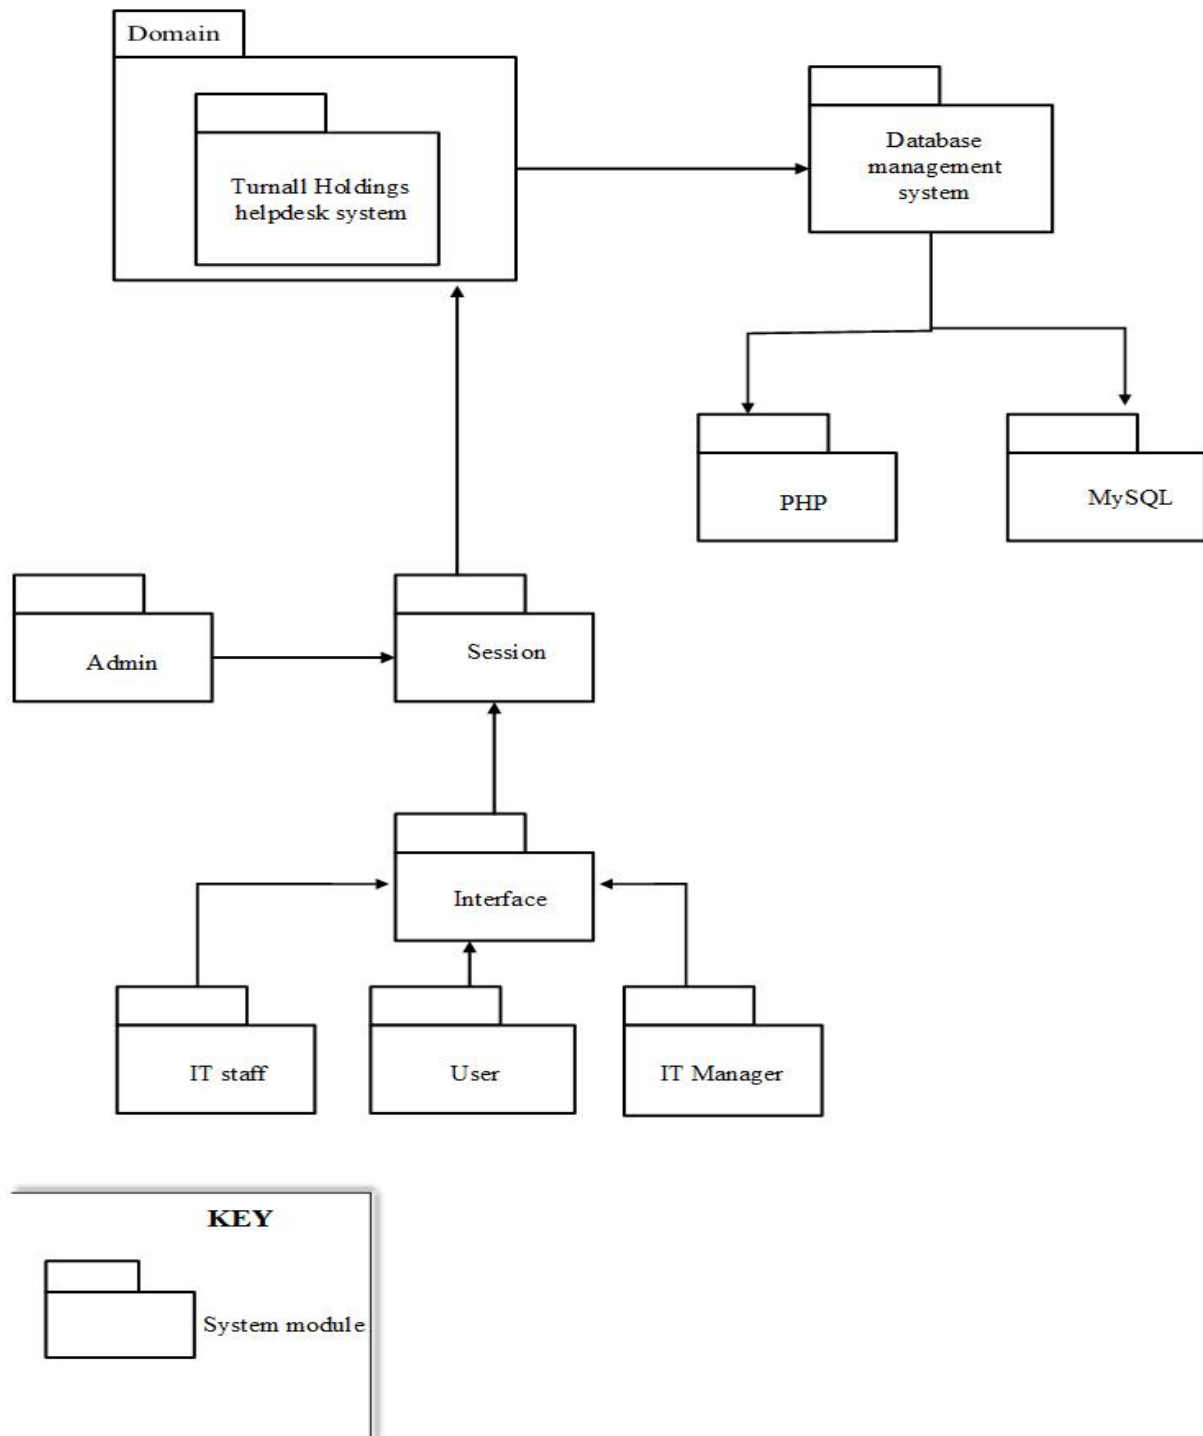 Domain
Turnall Holdings
helpdesk system
Database
management
system
PHP
MySQL
Admin
Session
Interface
IT staff
User
IT Manager
KEY
System module